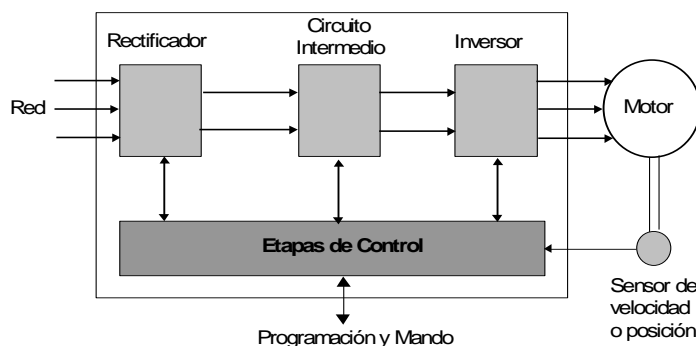 Rectificador
Circuito
Intermedio
Inversor
Red
Motor
Etapas de Control
Sensor de
velocidad
o posición
Programación y Mando